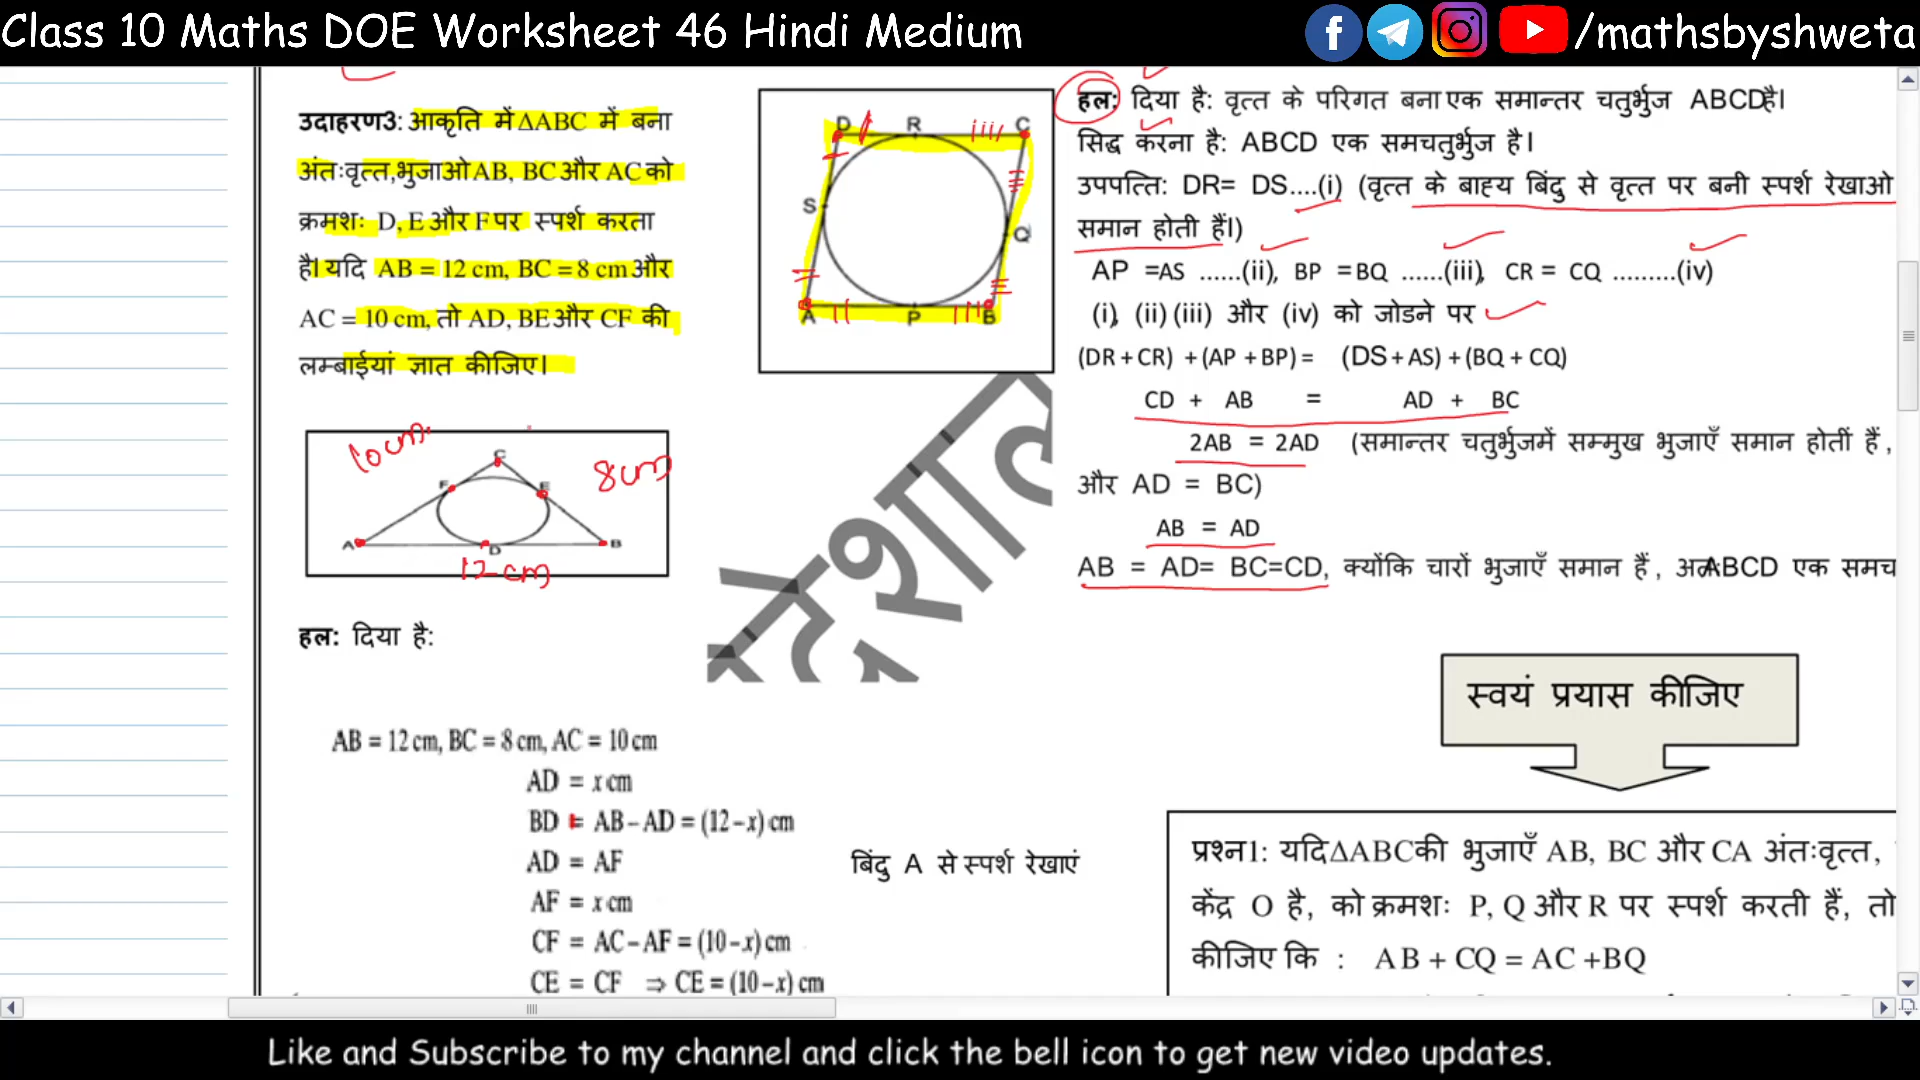 Class 10 Maths DOE Worksheet 46 Hindi Medium
/mathsbyshweta
उदाहरण3: आकृति में ΔABC में बना
अंतःवृत्त,भुजाओ AB, BC और AC को
क्रमशः D, E और F पर स्पर्श करता
है। यदि AB = 12 cm, BC = 8 cm और
AC = 10 cm, तो AD, BE और CF की
लम्बाईयां ज्ञात कीजिए।
D R C
S
Q
A P B
10 cm.
8 cm
C
F E
A D B
12 cm
हल: दिया है:
AB = 12 cm, BC = 8 cm, AC = 10 cm
AD = x cm
BD = AB – AD = (12 – x) cm
AD = AF
बिंदु A से स्पर्श रेखाएं
AF = x cm
CF = AC – AF = (10 – x) cm
CE = CF ⇒ CE = (10 – x) cm
हल: दिया है: वृत्त के परिगत बना एक समान्तर चतुर्भुज ABCD है।
सिद्ध करना है: ABCD एक समचतुर्भुज है।
उपपत्ति: DR= DS....(i) (वृत्त के बाह्य बिंदु से वृत्त पर बनी स्पर्श रेखाओ
समान होती हैं।)
AP =AS ......(ii), BP =BQ ......(iii), CR = CQ .........(iv)
(i), (ii) (iii) और (iv) को जोडने पर
(DR + CR) + (AP + BP) = (DS + AS) + (BQ + CQ)
CD + AB = AD + BC
2AB = 2AD (समान्तर चतुर्भुजमें सम्मुख भुजाएँ समान होतीं हैं ,
और AD = BC)
AB = AD
AB = AD= BC=CD, क्योंकि चारों भुजाएँ समान हैं , ABCD एक समच
स्वयं प्रयास कीजिए
प्रश्न1: यदि ΔABC की भुजाएँ AB, BC और CA अंतःवृत्त,
केंद्र O है, को क्रमशः P, Q और R पर स्पर्श करती हैं, तो
कीजिए कि : AB + CQ = AC +BQ
Like and Subscribe to my channel and click the bell icon to get new video updates.